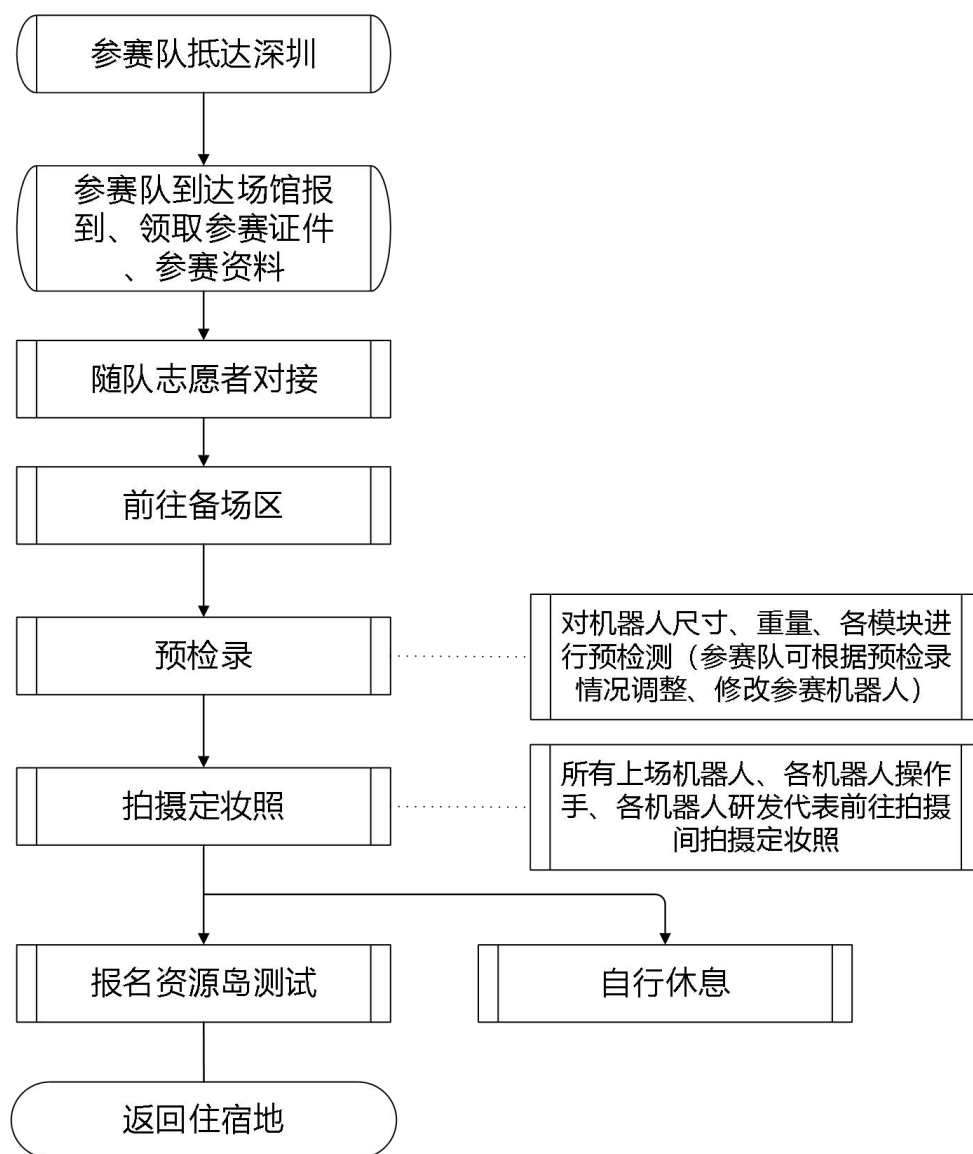 参赛队抵达深圳
参赛队到达场馆报
到、领取参赛证件
、参赛资料
随队志愿者对接
前往备场区
预检录
对机器人尺寸、重量、各模块进
行预检测（参赛队可根据预检录
情况调整、修改参赛机器人）
拍摄定妆照
所有上场机器人、各机器人操作
手、各机器人研发代表前往拍摄
间拍摄定妆照
报名资源岛测试
自行休息
返回住宿地